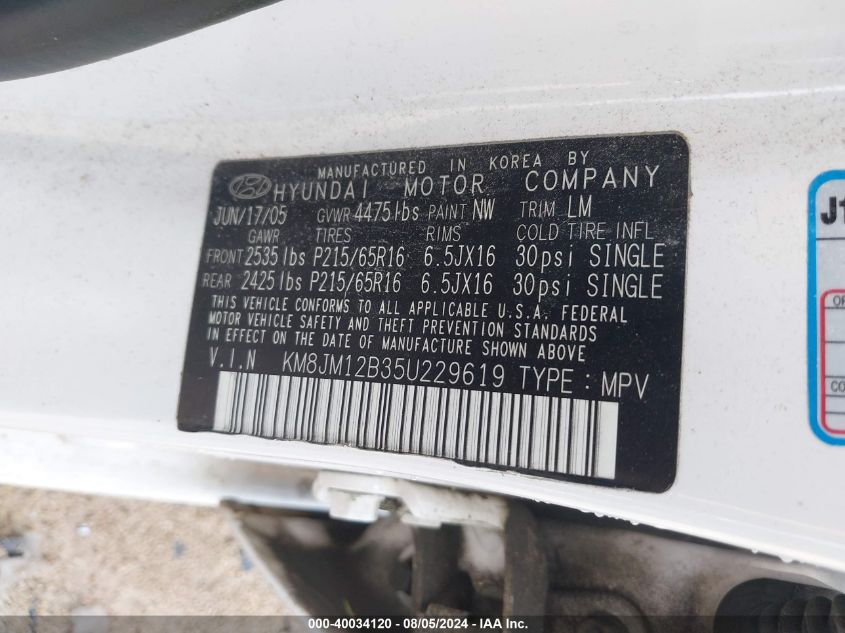 MANUFACTURED IN KOREA BY
HYUNDAI MOTOR COMPANY
JUN/17/05 GVWR 4475lbs PAINT NW TRIM LM
GAWR TIRES RIMS COLD TIRE INFL
FRONT 2535 lbs P215/65R16 6.5JX16 30psi SINGLE
REAR 2425 lbs P215/65R16 6.5JX16 30psi SINGLE
THIS VEHICLE CONFORMS TO ALL APPLICABLE U.S.A. FEDERAL
MOTOR VEHICLE SAFETY AND THEFT PREVENTION STANDARDS
IN EFFECT ON THE DATE OF MANUFACTURE SHOWN ABOVE
V.I.N KM8JM12B35U229619 TYPE : MPV
J1
CO
000-40034120 - 08/05/2024 - IAA Inc.